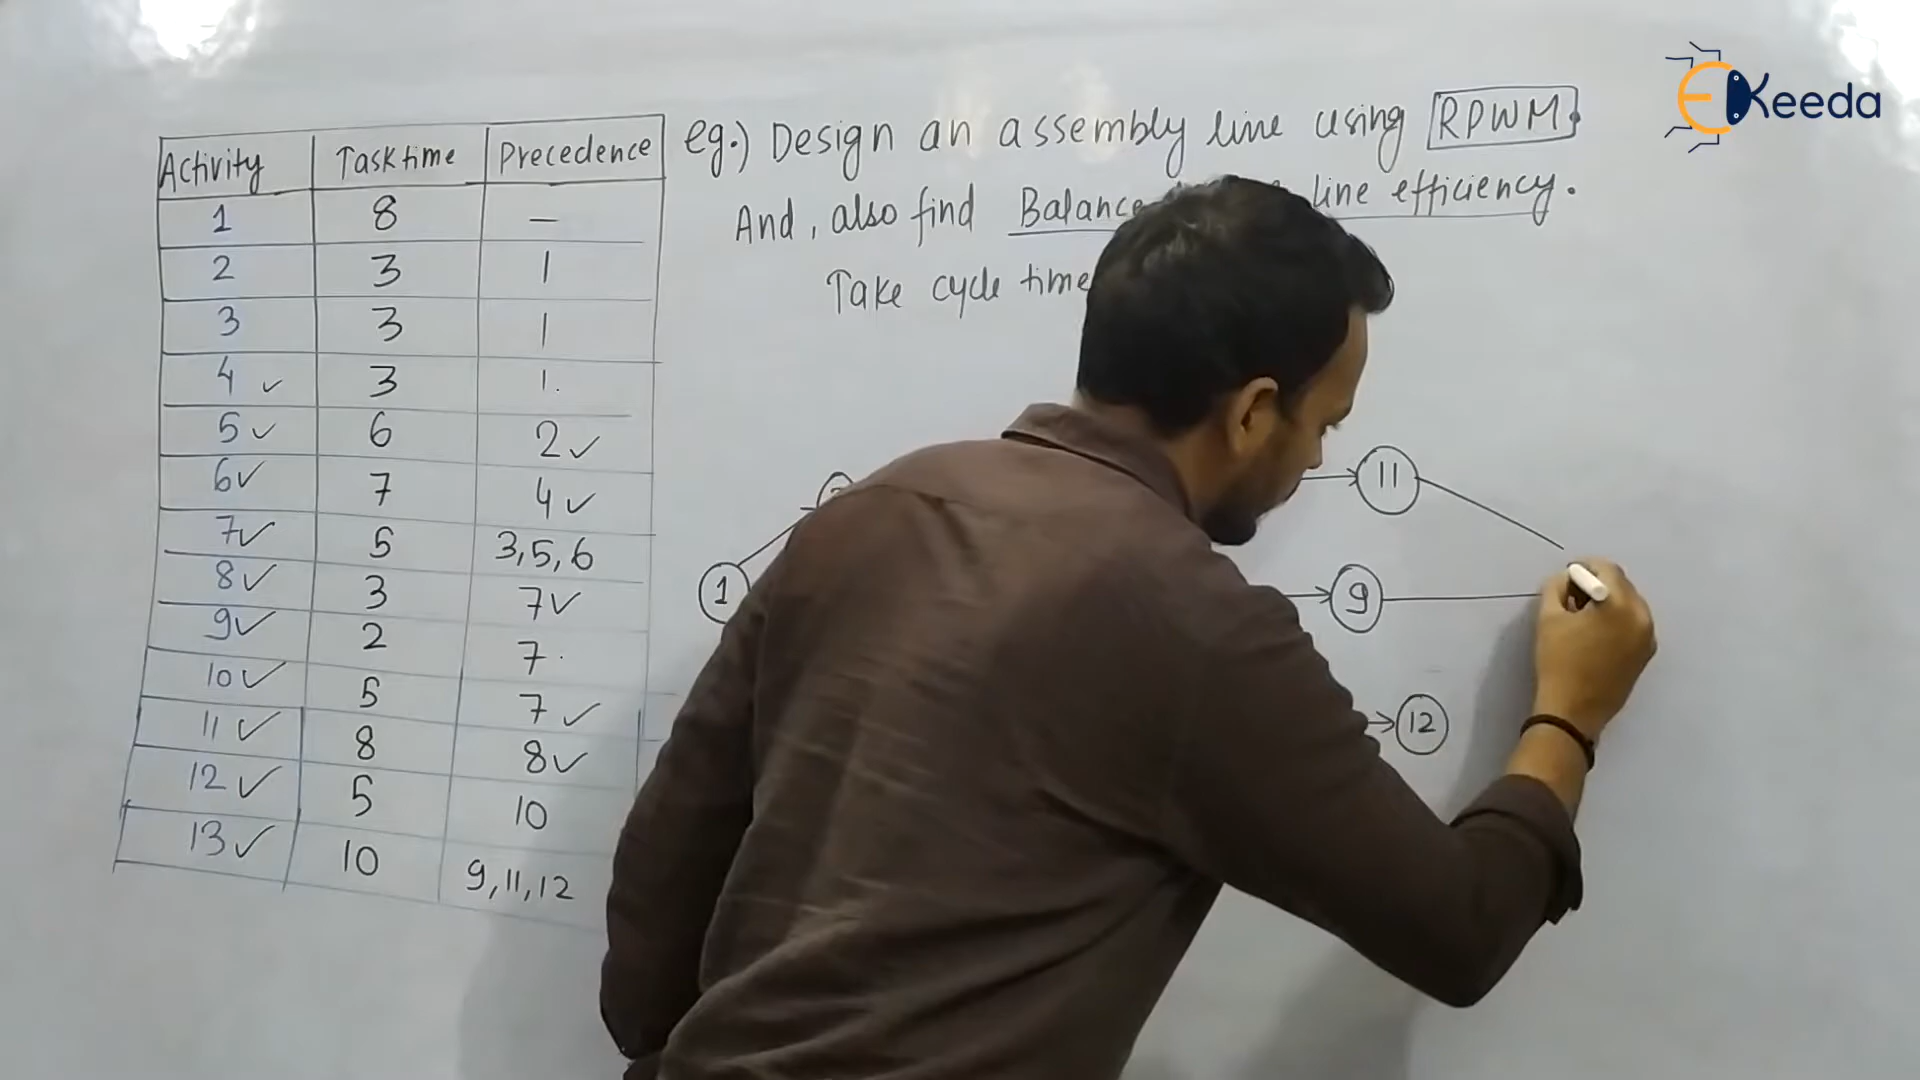 EKeeda
eg.) Design an assembly line using RPWM.
And, also find Balance line efficiency.
Take cycle time
Activity Task time Precedence
1 8 —
2 3 1
3 3 1
4 ✓ 3 1.
5 ✓ 6 2 ✓
6 ✓ 7 4 ✓
7 ✓ 5 3,5,6
8 ✓ 3 7 ✓
9 ✓ 2 7.
10 ✓ 5 7 ✓
11 ✓ 8 8 ✓
12 ✓ 5 10
13 ✓ 10 9,11,12
11
1 9
12